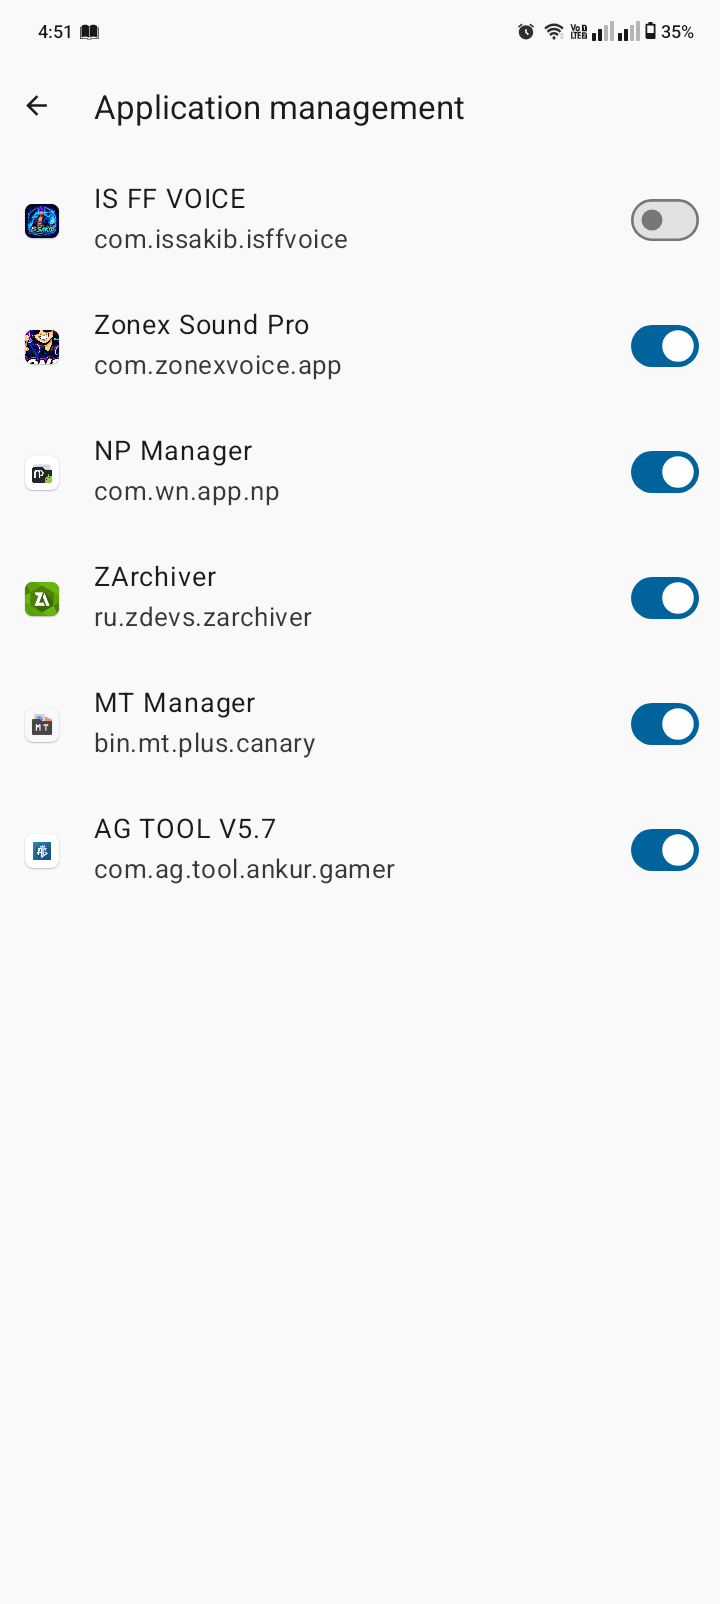 4:51
Vo D
LTE D
35%
Application management
IS FF VOICE
com.issakib.isffvoice
Zonex Sound Pro
com.zonexvoice.app
NP Manager
com.wn.app.np
ZArchiver
ru.zdevs.zarchiver
MT Manager
bin.mt.plus.canary
AG TOOL V5.7
com.ag.tool.ankur.gamer